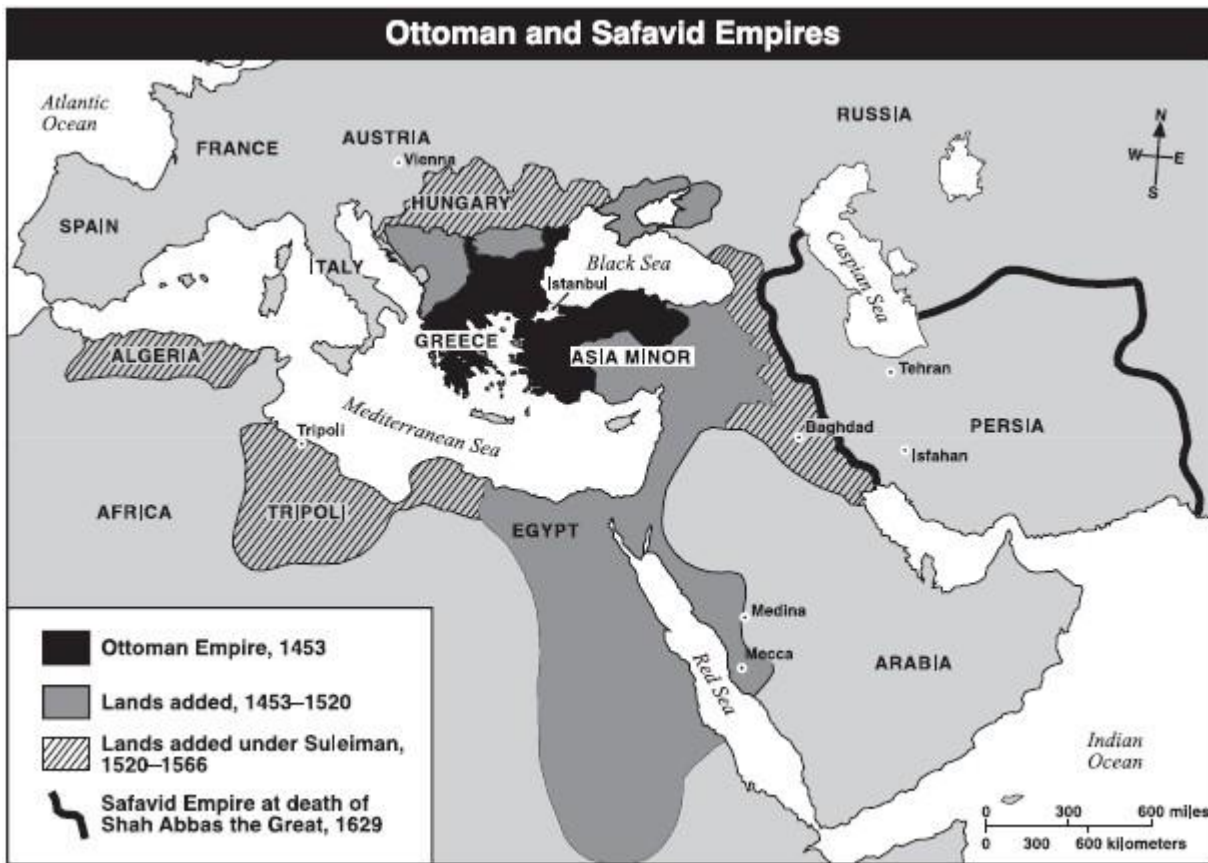 Ottoman and Safavid Empires
Atlantic
Ocean
RUSSIA
N
W
E
S
AUSTRIA
FRANCE
Vienna
HUNGARY
SPAIN
ITALY
Black Sea
Caspian Sea
Istanbul
GREECE
ASIA MINOR
ALGERIA
Tehran
Mediterranean Sea
Tripoli
Baghdad
PERSIA
Isfahan
AFRICA
TRIPOLI
EGYPT
Medina
Mecca
ARABIA
Red Sea
Indian
Ocean
Ottoman Empire, 1453
Lands added, 1453–1520
Lands added under Suleiman,
1520–1566
Safavid Empire at death of
Shah Abbas the Great, 1629
0 300 600 miles
0 300 600 kilometers